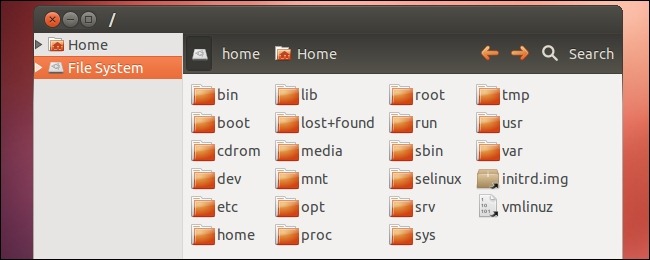 /
Home
File System
home Home Search
bin lib root tmp
boot lost+found run usr
cdrom media sbin var
dev mnt selinux initrd.img
etc opt srv vmlinuz
home proc sys